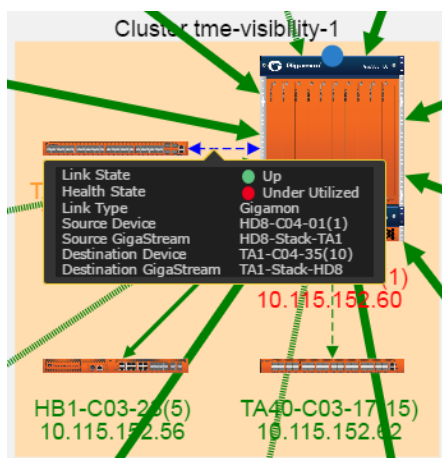 Cluster tme-visibility-1
Gigamon
Link State Up
Health State Under Utilized
Link Type Gigamon
Source Device HD8-C04-01(1)
Source GigaStream HD8-Stack-TA1
Destination Device TA1-C04-35(10)
Destination GigaStream TA1-Stack-HD8
(1)
10.115.152.60
HB1-C03-23(5)
10.115.152.56
TA40-C03-17(15)
10.115.152.62